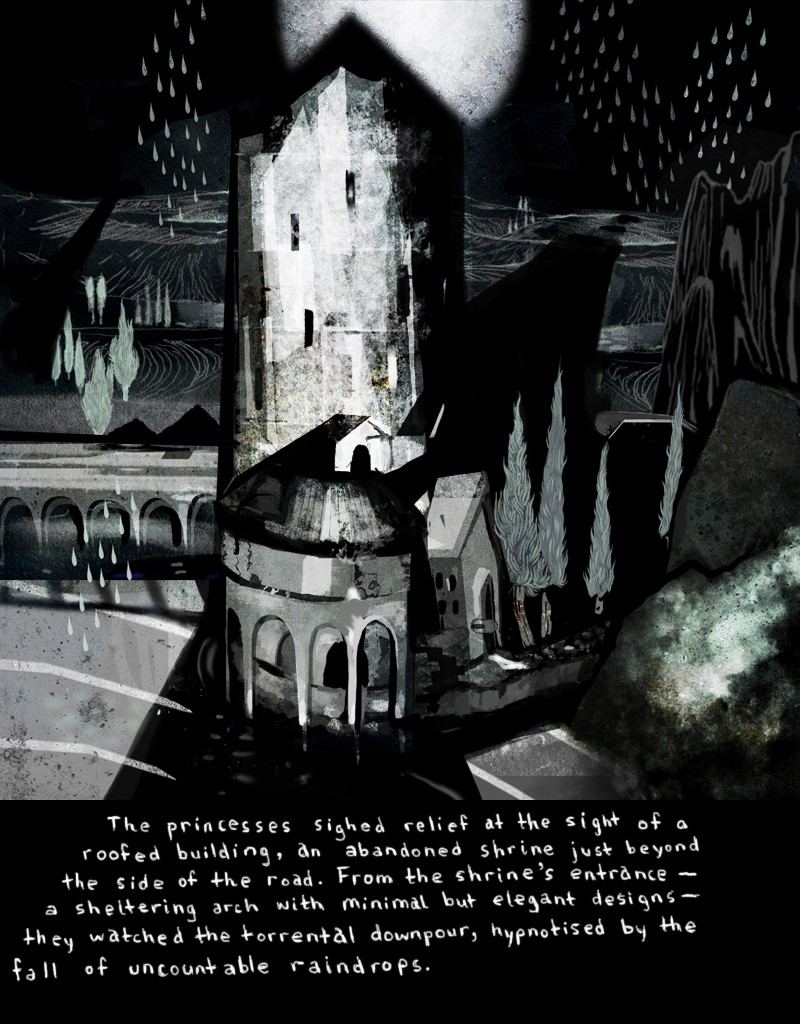 The princesses sighed relief at the sight of a
roofed building, an abandoned shrine just beyond
the side of the road. From the shrine's entrance —
a sheltering arch with minimal but elegant designs —
they watched the torrental downpour, hypnotised by the
fall of uncountable raindrops.